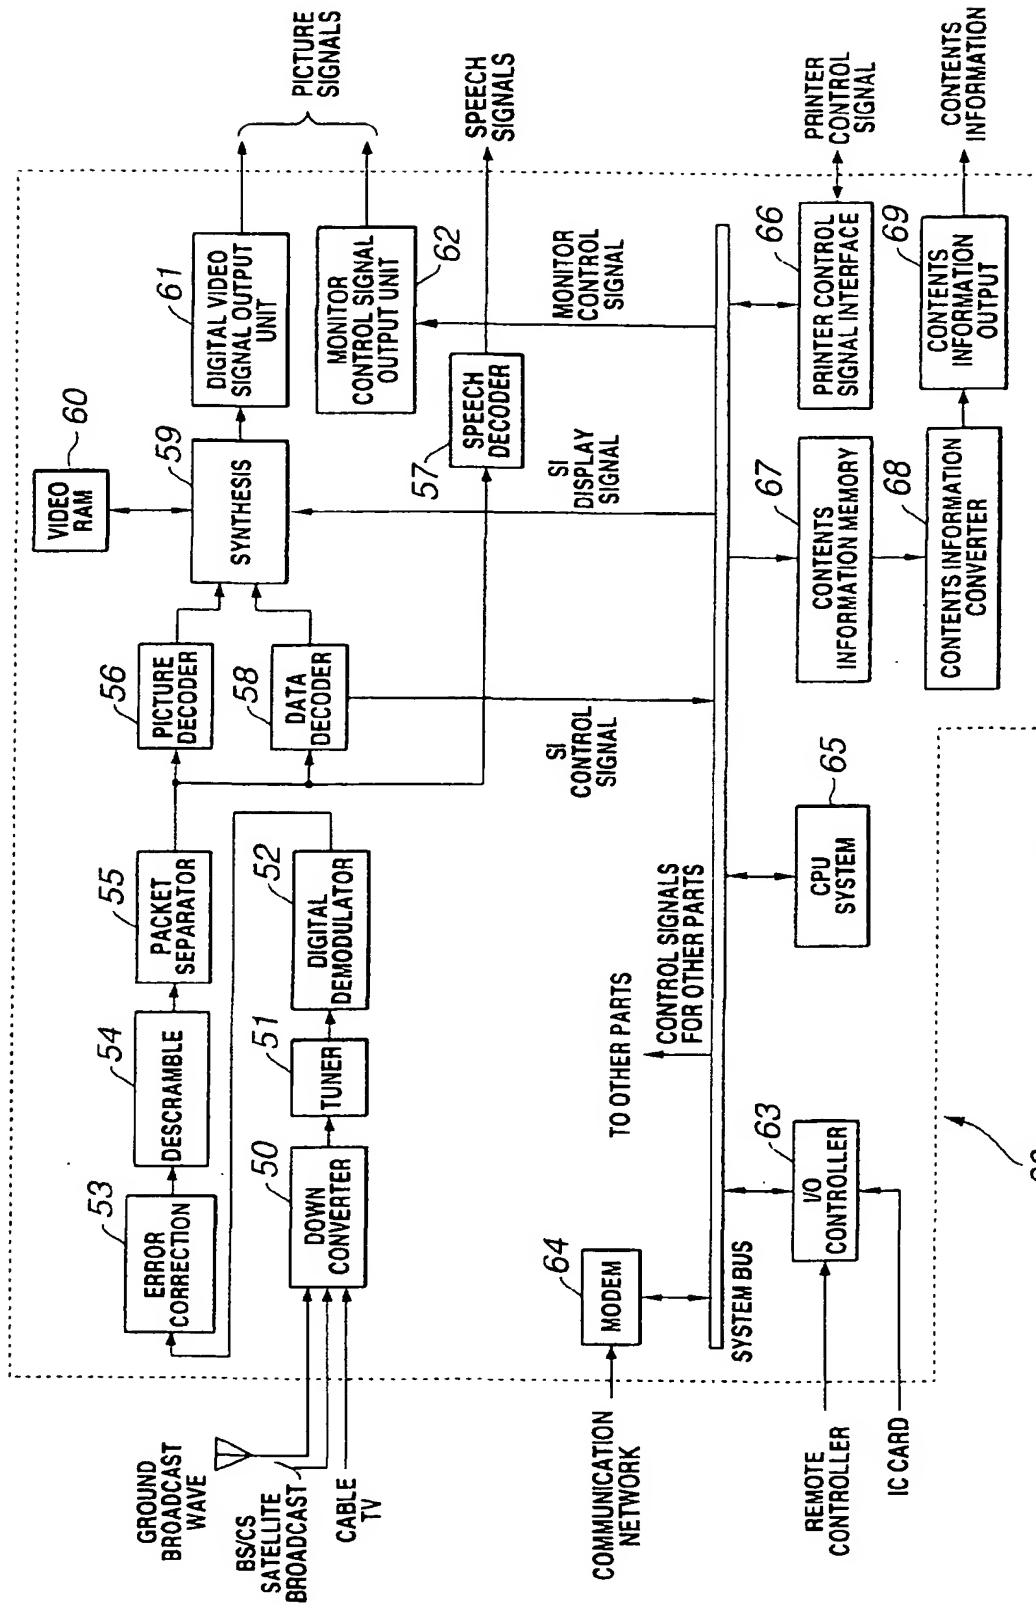 GROUND
BROADCAST
WAVE
BS/CS
SATELLITE
BROADCAST
CABLE
TV
53
ERROR
CORRECTION
54
DESCRAMBLE
55
PACKET
SEPARATOR
56
PICTURE
DECODER
60
VIDEO
RAM
59
SYNTHESIS
61
DIGITAL VIDEO
SIGNAL OUTPUT
UNIT
PICTURE
SIGNALS
50
DOWN
CONVERTER
51
TUNER
52
DIGITAL
DEMODULATOR
58
DATA
DECODER
MONITOR
CONTROL SIGNAL
OUTPUT UNIT
62
57
SPEECH
DECODER
SPEECH
SIGNALS
SI
CONTROL
SIGNAL
SI
DISPLAY
SIGNAL
MONITOR
CONTROL
SIGNAL
COMMUNICATION
NETWORK
64
MODEM
TO OTHER PARTS
CONTROL SIGNALS
FOR OTHER PARTS
SYSTEM BUS
REMOTE
CONTROLLER
IC CARD
63
I/O
CONTROLLER
65
CPU
SYSTEM
67
CONTENTS
INFORMATION MEMORY
66
PRINTER CONTROL
SIGNAL INTERFACE
PRINTER
CONTROL
SIGNAL
68
CONTENTS INFORMATION
CONVERTER
69
CONTENTS
INFORMATION
OUTPUT
CONTENTS
INFORMATION